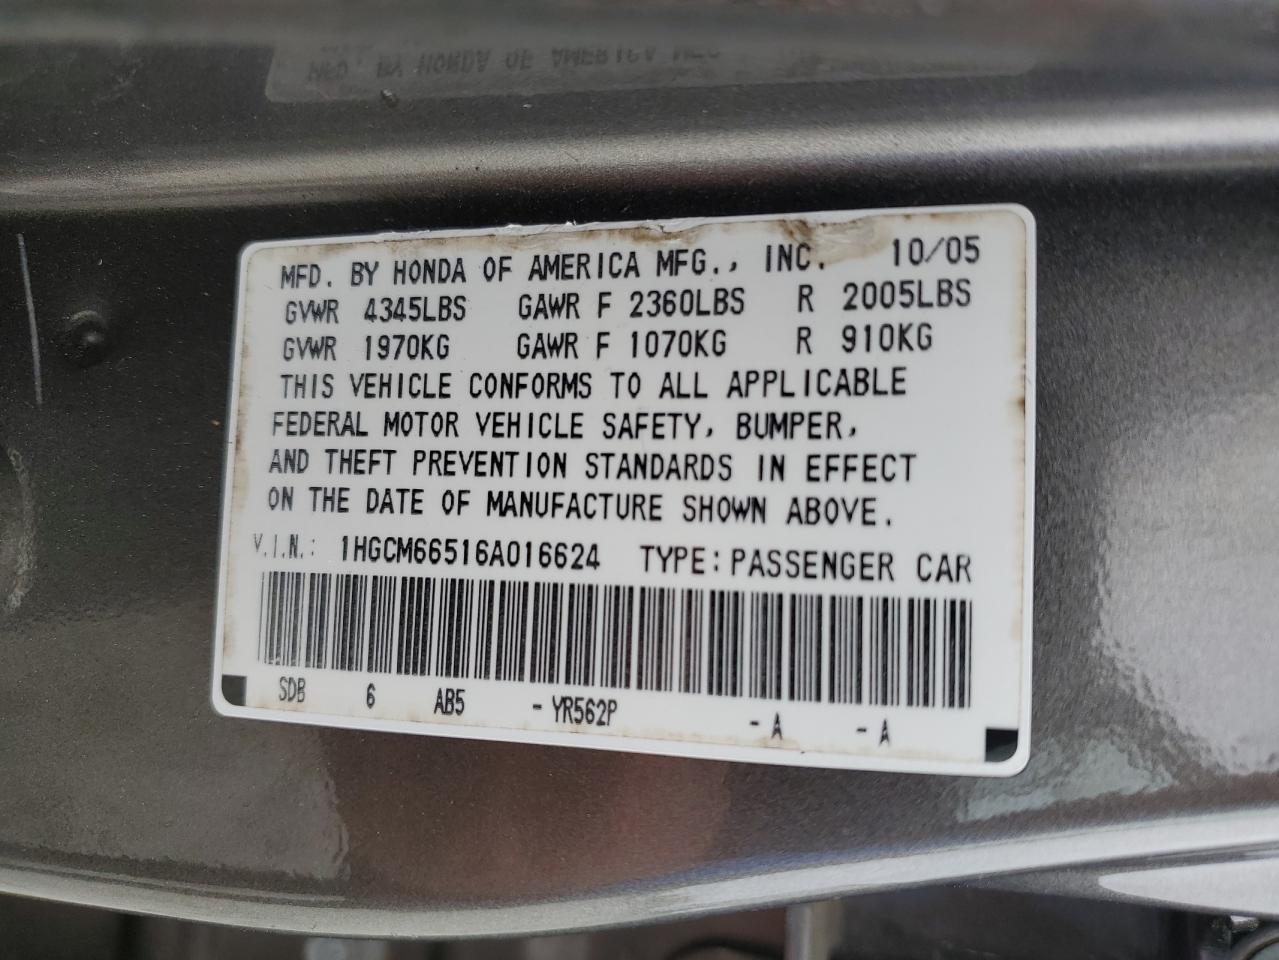 MFD. BY HONDA OF AMERICA MFG., INC. 10/05
GVWR 4345LBS GAWR F 2360LBS R 2005LBS
GVWR 1970KG GAWR F 1070KG R 910KG
THIS VEHICLE CONFORMS TO ALL APPLICABLE
FEDERAL MOTOR VEHICLE SAFETY, BUMPER,
AND THEFT PREVENTION STANDARDS IN EFFECT
ON THE DATE OF MANUFACTURE SHOWN ABOVE.
V.I.N.: 1HGCM66516A016624 TYPE: PASSENGER CAR
SDB 6 AB5 - YR562P - A - A